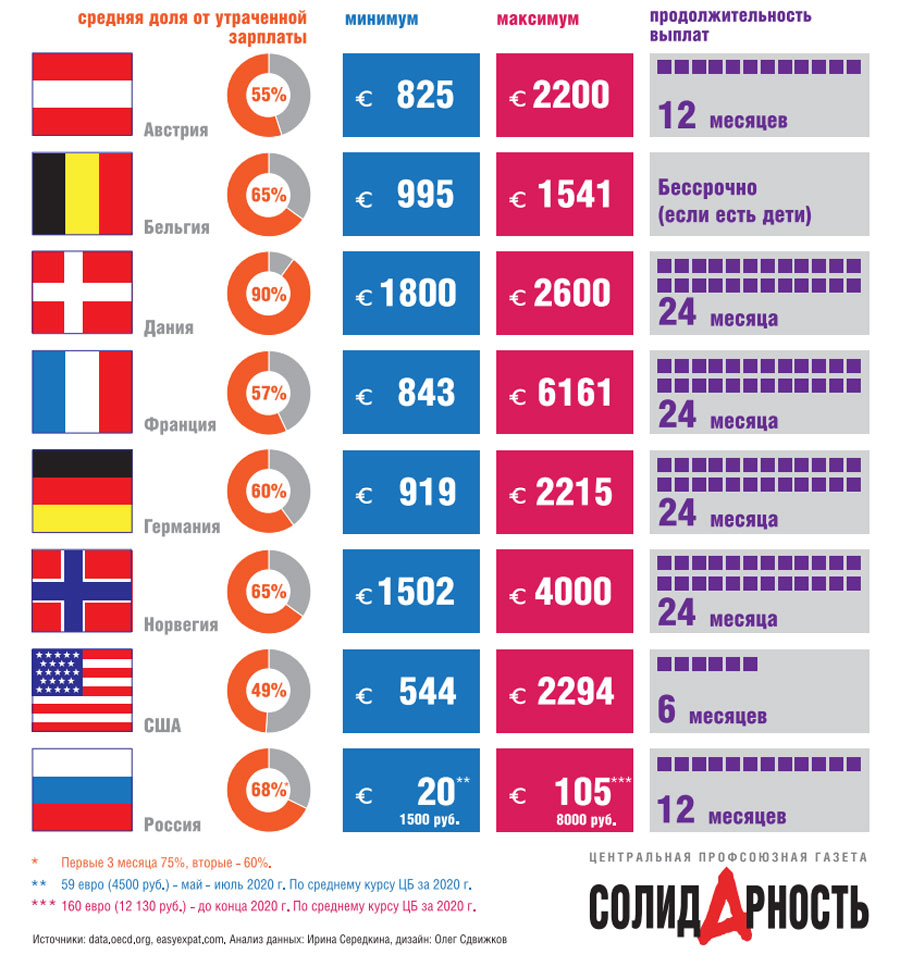 средняя доля от утраченной
зарплаты
минимум
максимум
продолжительность
выплат
Австрия
55%
€ 825
€ 2200
12 месяцев
Бельгия
65%
€ 995
€ 1541
Бессрочно
(если есть дети)
Дания
90%
€ 1800
€ 2600
24 месяца
Франция
57%
€ 843
€ 6161
24 месяца
Германия
60%
€ 919
€ 2215
24 месяца
Норвегия
65%
€ 1502
€ 4000
24 месяца
США
49%
€ 544
€ 2294
6 месяцев
Россия
68%*
€ 20**
1500 руб.
€ 105***
8000 руб.
12 месяцев
* Первые 3 месяца 75%, вторые - 60%.
** 59 евро (4500 руб.) - май - июль 2020 г. По среднему курсу ЦБ за 2020 г.
*** 160 евро (12 130 руб.) - до конца 2020 г. По среднему курсу ЦБ за 2020 г.
Источники: data,oecd,org, easyexpat,com. Анализ данных: Ирина Середкина, дизайн: Олег Сдвижков
ЦЕНТРАЛЬНАЯ ПРОФСОЮЗНАЯ ГАЗЕТА
СОЛИДАРНОСТЬ